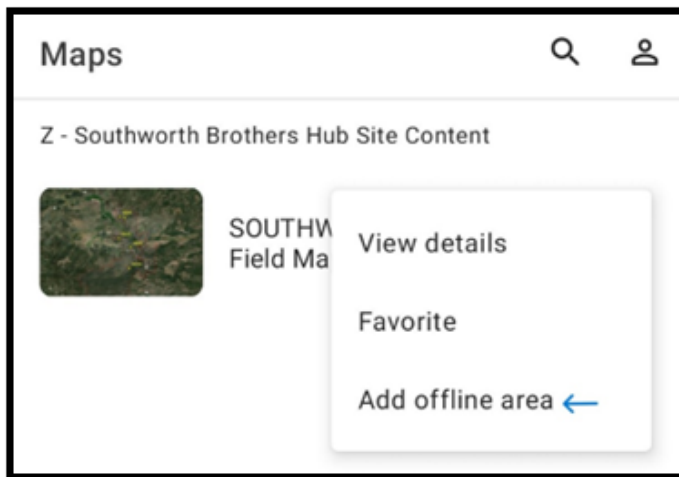 Maps
Z - Southworth Brothers Hub Site Content
SOUTHW
Field Ma
View details
Favorite
Add offline area